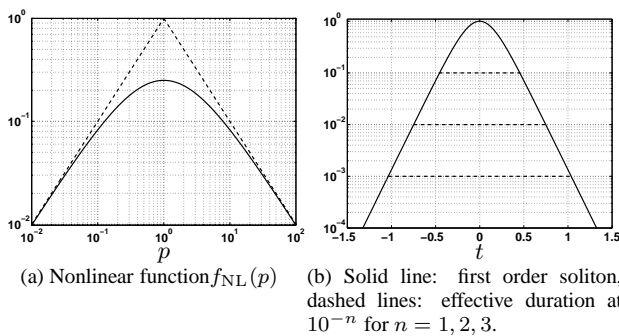 10⁰
10⁻¹
10⁻²
10⁻² 10⁻¹ 10⁰ 10¹ 10²
p
(a) Nonlinear function f_NL(p)
10⁰
10⁻¹
10⁻²
10⁻³
10⁻⁴
−1.5 −1 −0.5 0 0.5 1 1.5
t
(b) Solid line: first order soliton,
dashed lines: effective duration at
10⁻ⁿ for n = 1, 2, 3.